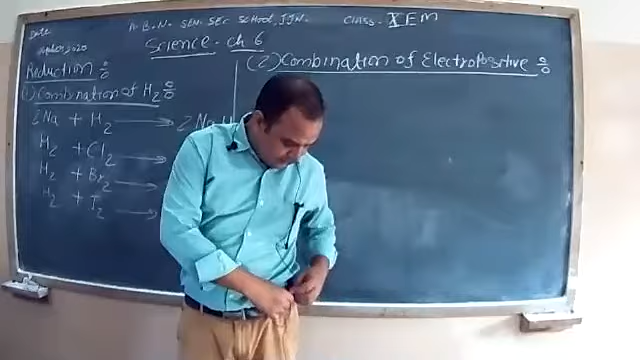 Date
A.B.N. SEN. SEC SCHOOL, JJN. CLASS- X EM
Science - ch 6
Reduction :
(1) Combination of H2 :
2Na + H2 → 2NaH
H2 + Cl2 →
H2 + Br2 →
H2 + I2 →
(2) Combination of ElectroPositive :